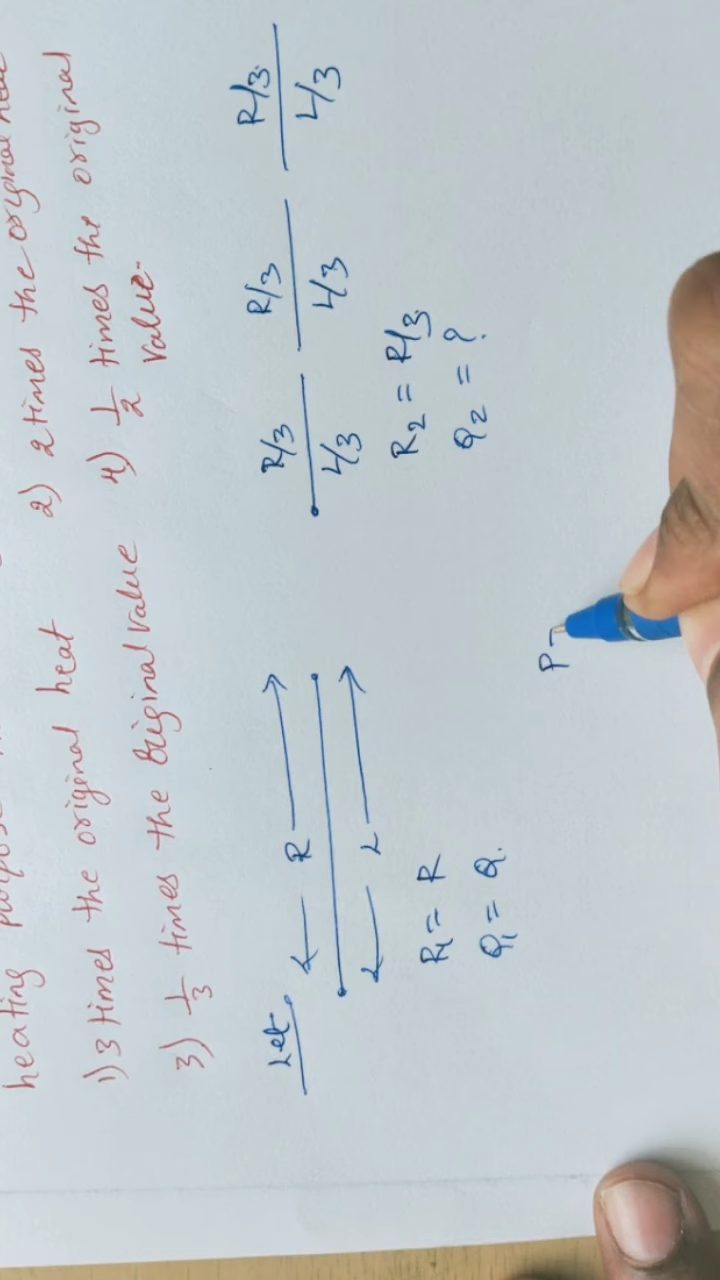 heating purpose
1) 3 times the original heat 2) 2 times the original heat
3) 1/3 times the original value 4) 1/2 times the original
value.
Let.
← R →
← L →
R/3 R/3 R/3
L/3 L/3 L/3
R₁ = R R₂ = R/3
Q₁ = Q. Q₂ = ?
P